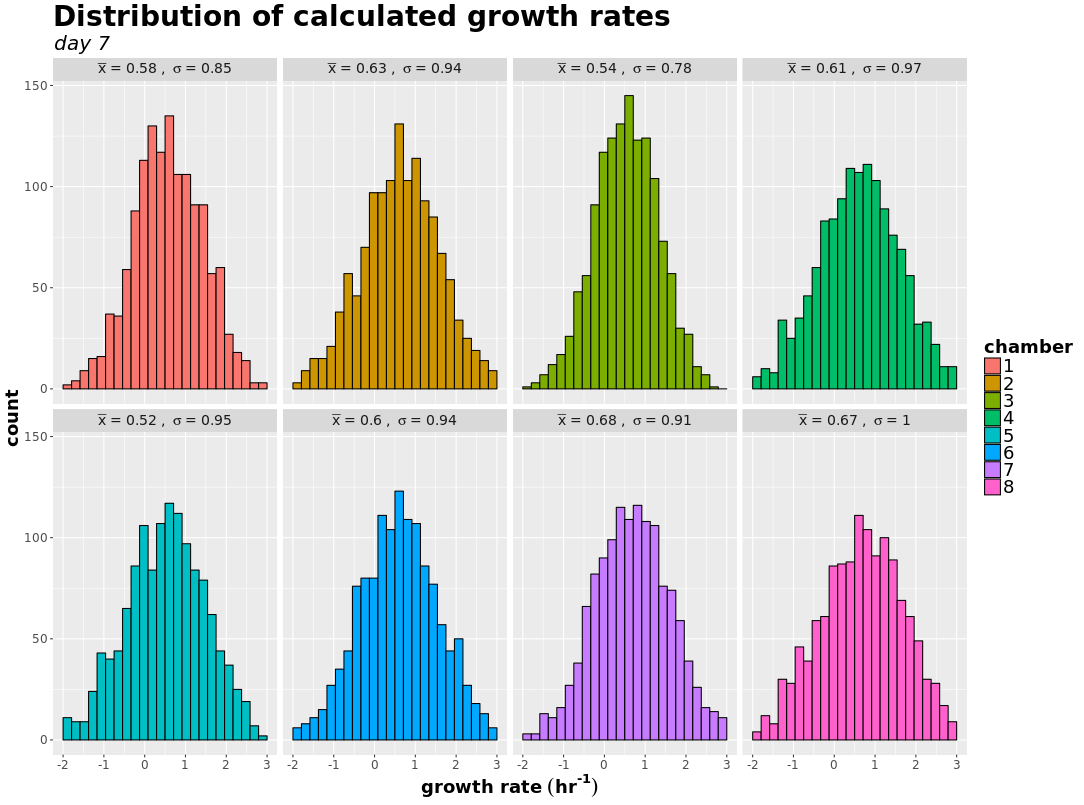 Distribution of calculated growth rates
day 7
x̅ = 0.58 , σ = 0.85
x̅ = 0.63 , σ = 0.94
x̅ = 0.54 , σ = 0.78
x̅ = 0.61 , σ = 0.97
150
100
50
0
x̅ = 0.52 , σ = 0.95
x̅ = 0.6 , σ = 0.94
x̅ = 0.68 , σ = 0.91
x̅ = 0.67 , σ = 1
150
100
50
0
-2 -1 0 1 2 3
-2 -1 0 1 2 3
-2 -1 0 1 2 3
-2 -1 0 1 2 3
growth rate (hr⁻¹)
count
chamber
1
2
3
4
5
6
7
8